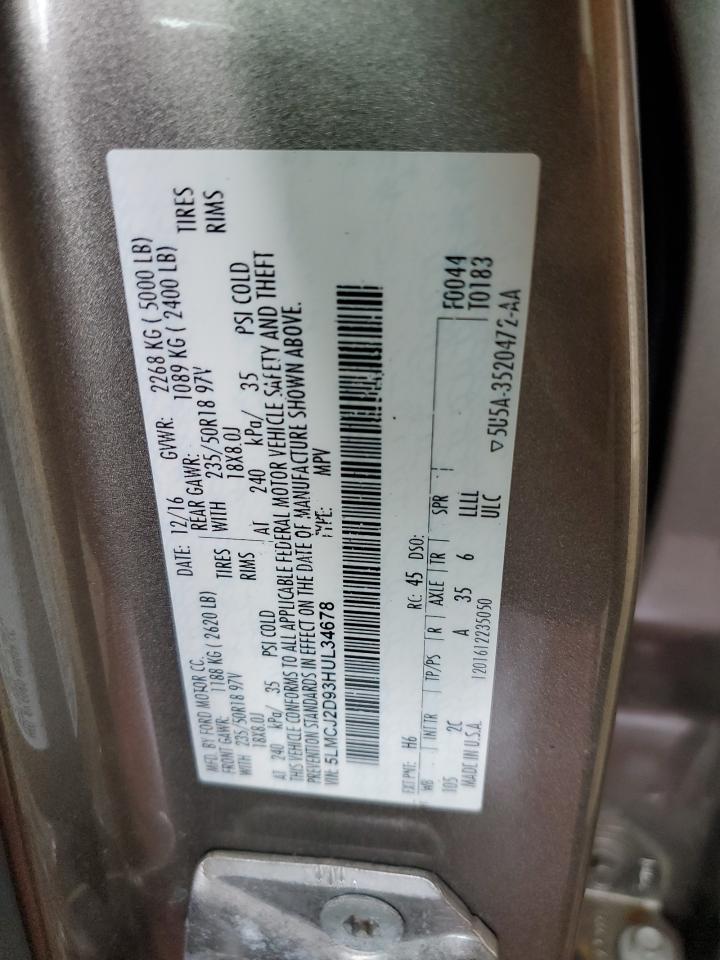 MFD. BY FORD MOTOR CO.
DATE: 12/16 GVWR: 2268 KG ( 5000 LB)
FRONT GAWR: 1188 KG ( 2620 LB) REAR GAWR: 1089 KG ( 2400 LB)
WITH 235/50R18 97V TIRES WITH 235/50R18 97V TIRES
18X8.0J RIMS 18X8.0J RIMS
AT 240 kPa/ 35 PSI COLD AT 240 kPa/ 35 PSI COLD
THIS VEHICLE CONFORMS TO ALL APPLICABLE FEDERAL MOTOR VEHICLE SAFETY AND THEFT
PREVENTION STANDARDS IN EFFECT ON THE DATE OF MANUFACTURE SHOWN ABOVE.
VIN: 5LMCJ2D93HUL34678 TYPE: MPV
EXT PNT: H6 RC: 45 DSO: F0044
WB INT TR TP/PS R AXLE TR SPR T0183
105 2C A 35 6 LLLL
MADE IN U.S.A. 1201612235050 ULC
5U5A-3520472-AA